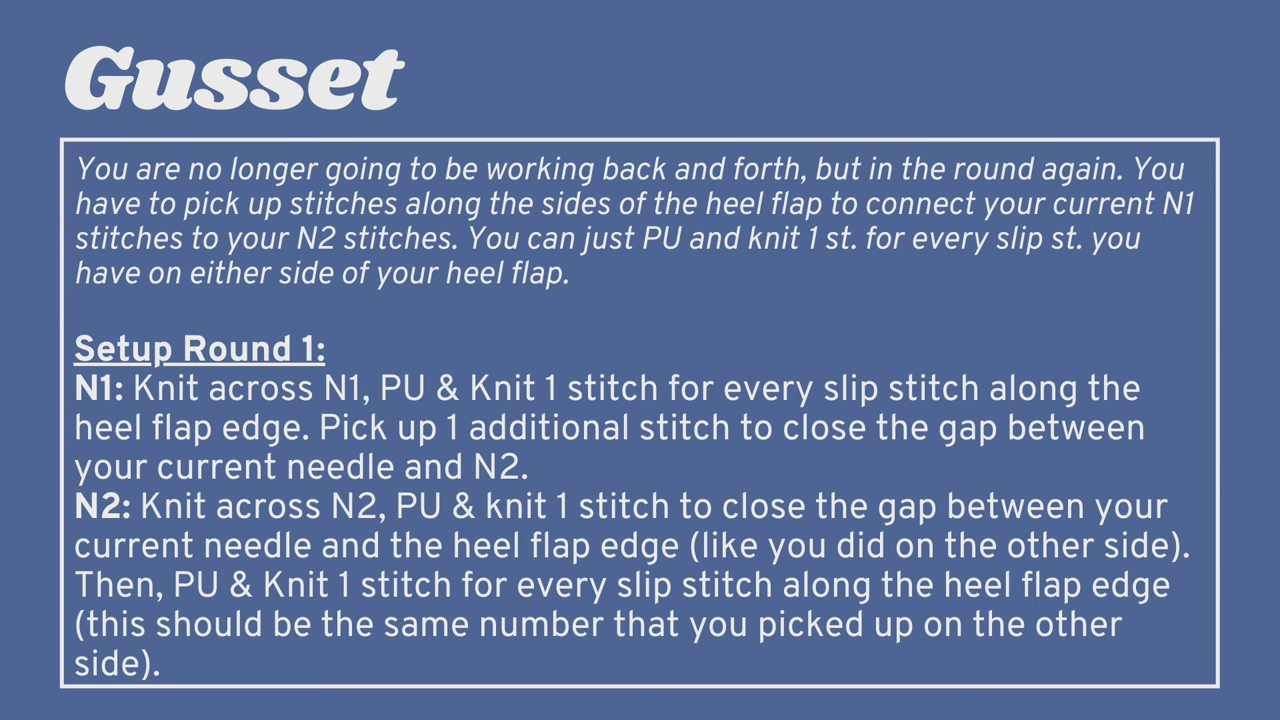 Gusset
You are no longer going to be working back and forth, but in the round again. You
have to pick up stitches along the sides of the heel flap to connect your current N1
stitches to your N2 stitches. You can just PU and knit 1 st. for every slip st. you
have on either side of your heel flap.
Setup Round 1:
N1: Knit across N1, PU & Knit 1 stitch for every slip stitch along the
heel flap edge. Pick up 1 additional stitch to close the gap between
your current needle and N2.
N2: Knit across N2, PU & knit 1 stitch to close the gap between your
current needle and the heel flap edge (like you did on the other side).
Then, PU & Knit 1 stitch for every slip stitch along the heel flap edge
(this should be the same number that you picked up on the other
side).